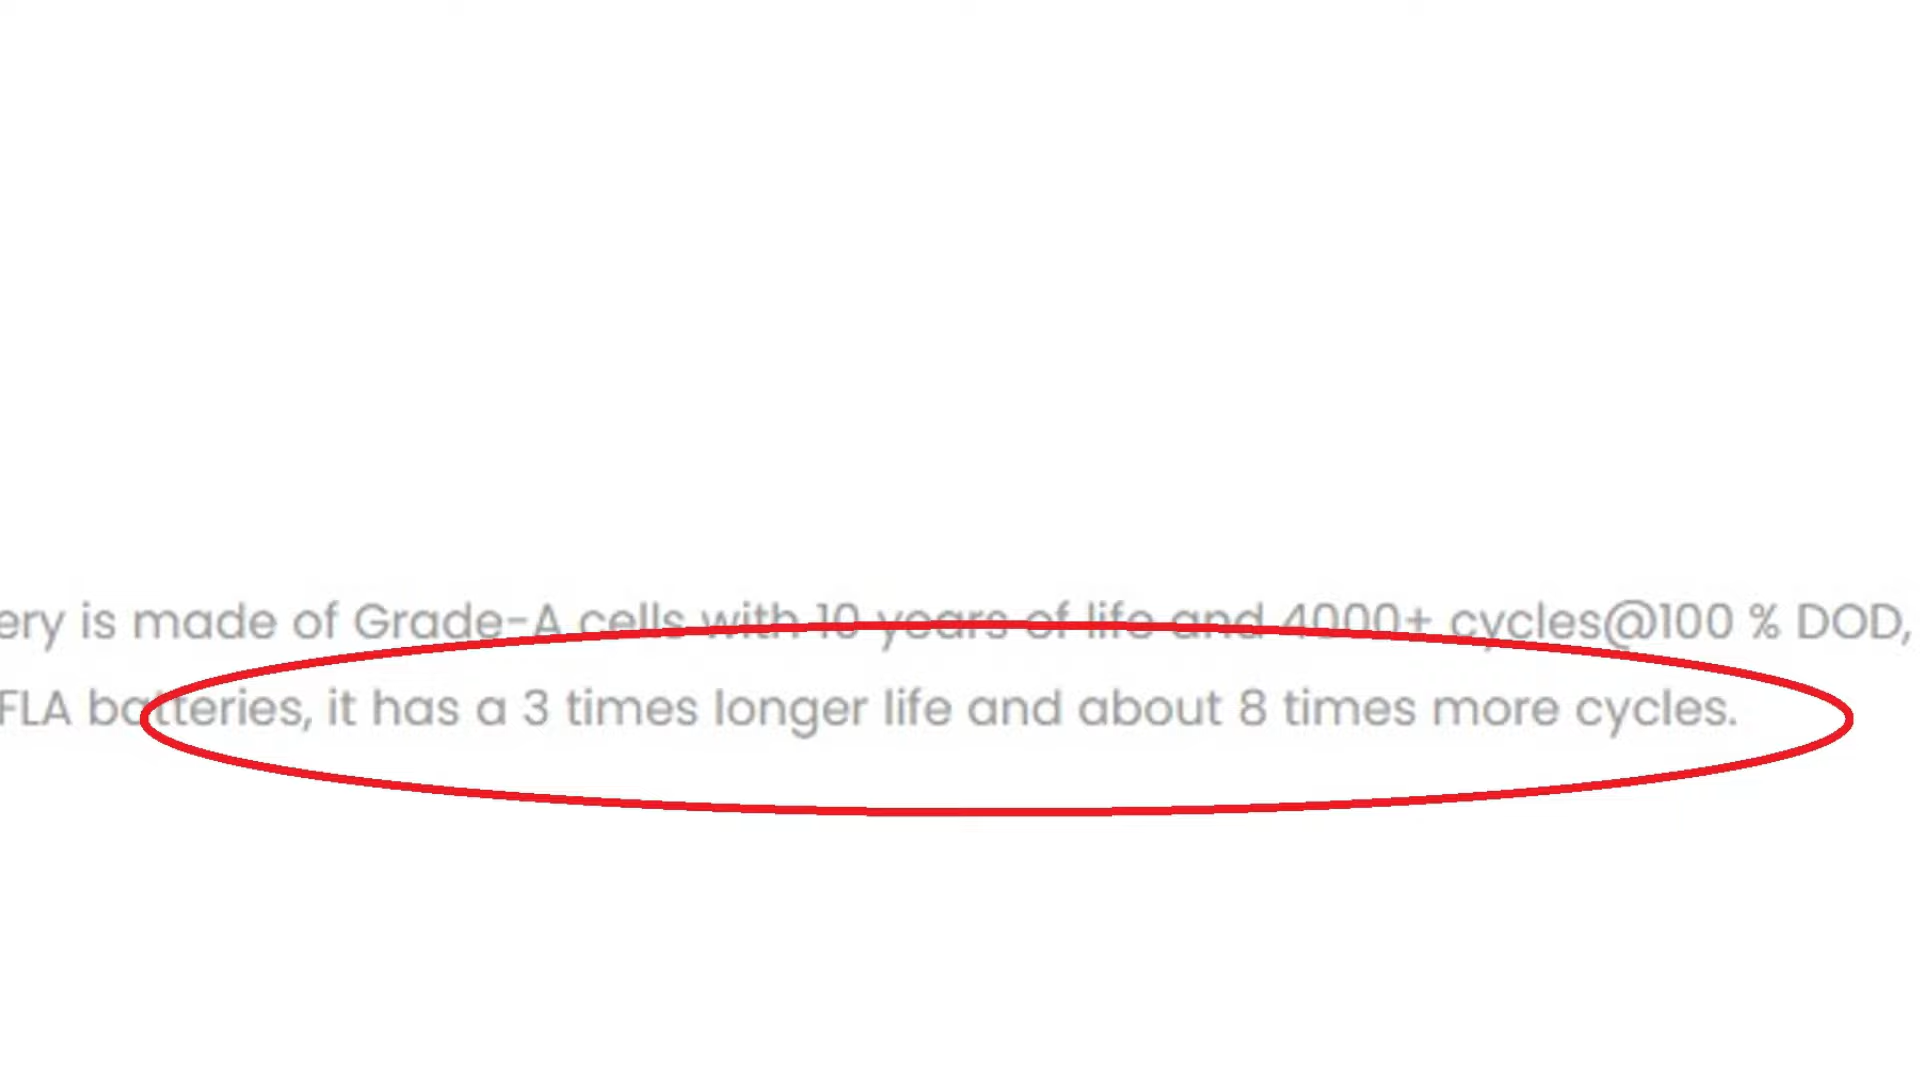 ery is made of Grade-A cells with 10 years of life and 4000+ cycles@100 % DOD,
FLA batteries, it has a 3 times longer life and about 8 times more cycles.